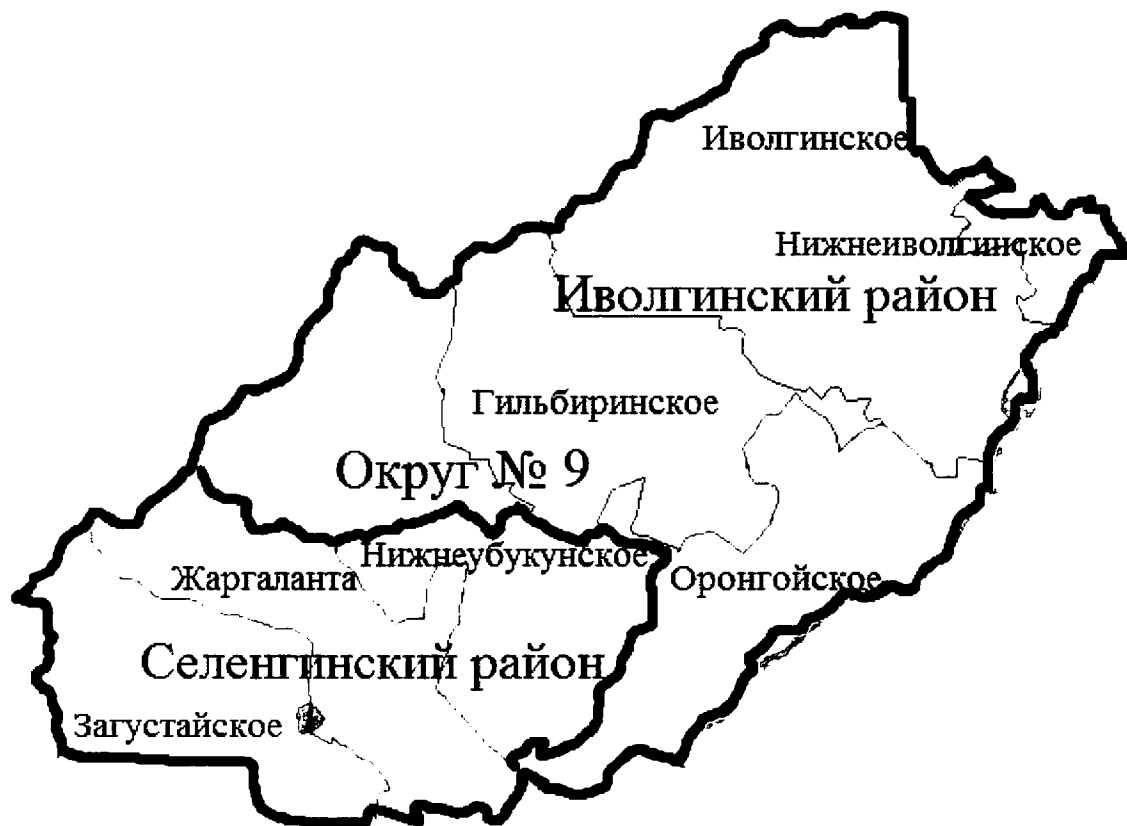 Иволгинское
Нижнеиволгинское
Иволгинский район
Гильбиринское
Округ № 9
Нижнеубукунское
Жаргаланта
Оронгойское
Селенгинский район
Загустайское